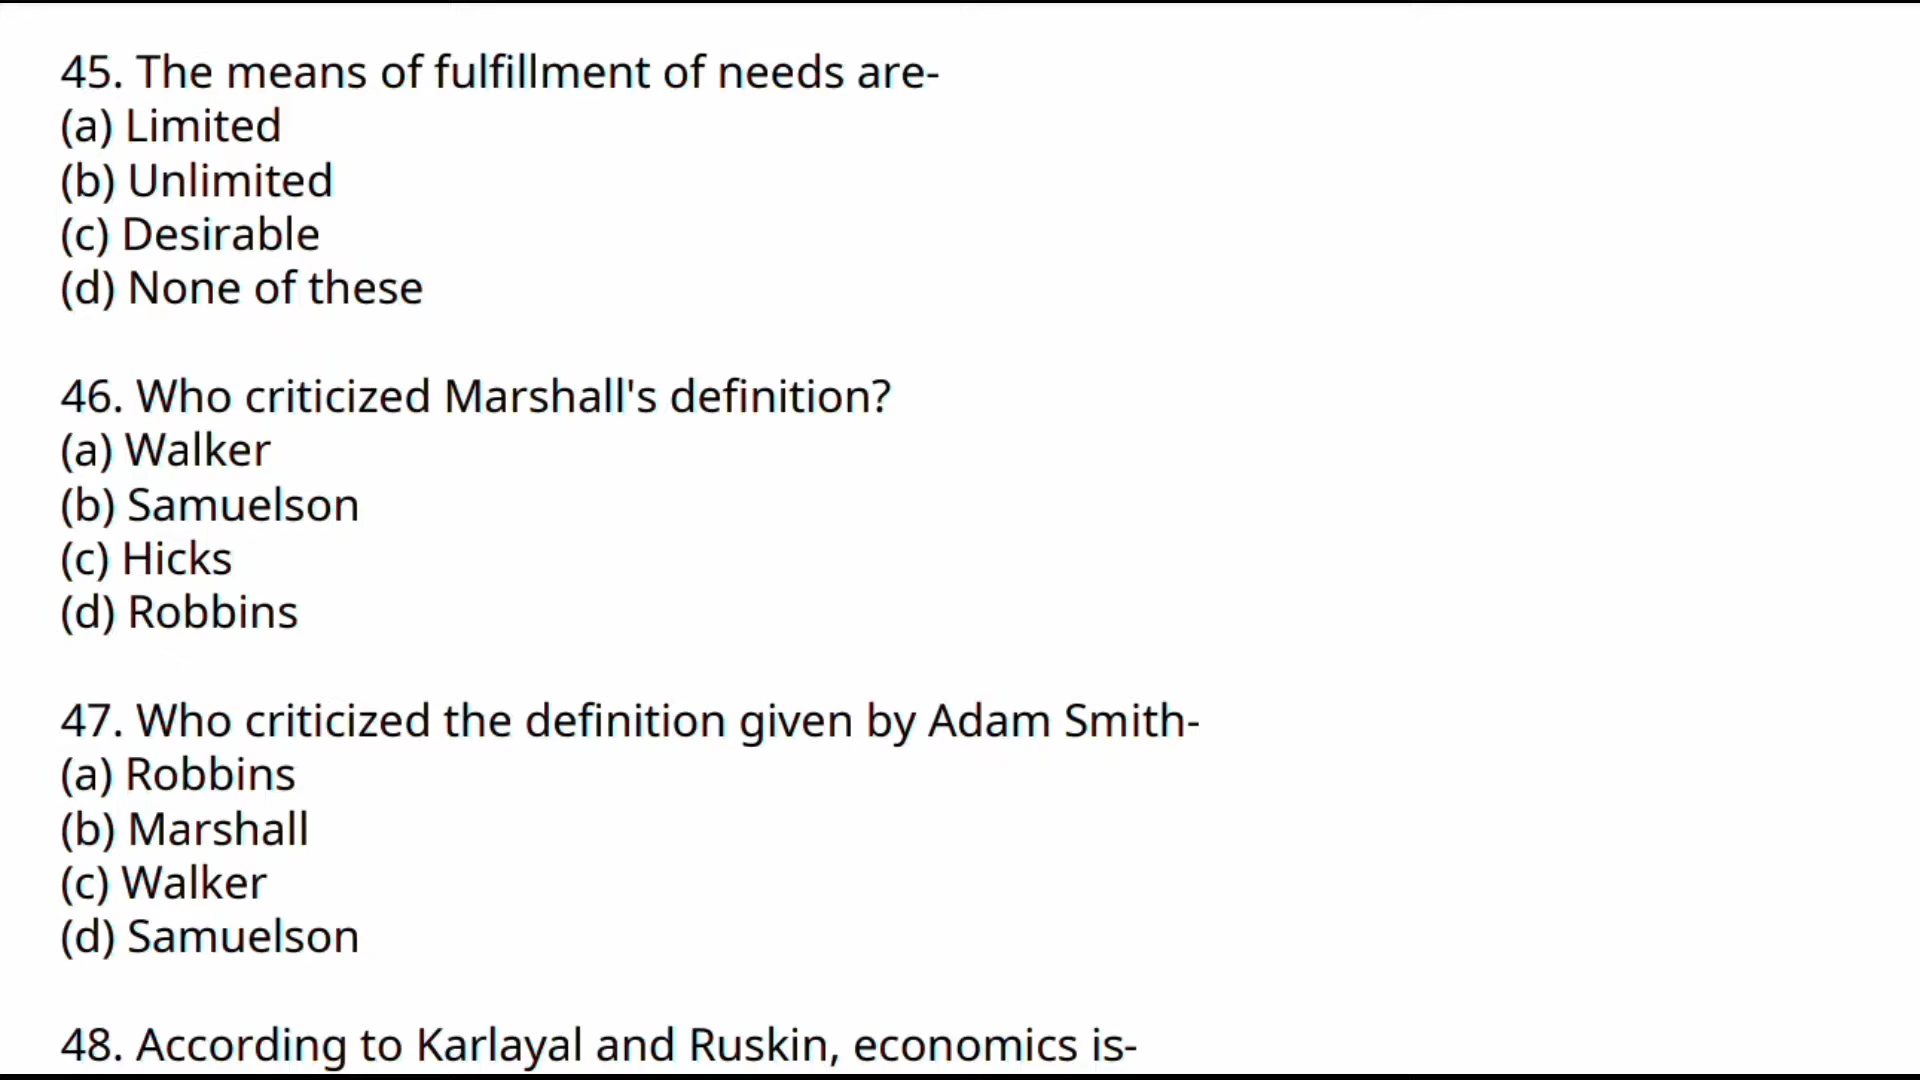 45. The means of fulfillment of needs are-
(a) Limited
(b) Unlimited
(c) Desirable
(d) None of these
46. Who criticized Marshall's definition?
(a) Walker
(b) Samuelson
(c) Hicks
(d) Robbins
47. Who criticized the definition given by Adam Smith-
(a) Robbins
(b) Marshall
(c) Walker
(d) Samuelson
48. According to Karlayal and Ruskin, economics is-